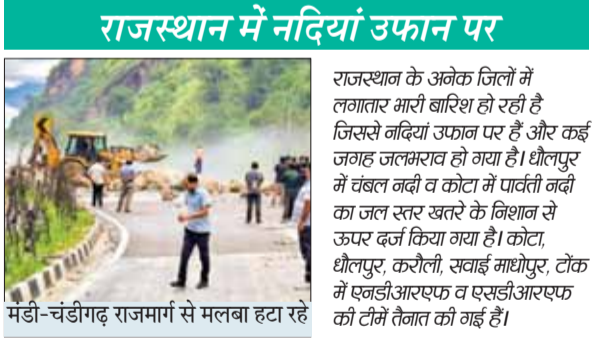 राजस्थान में नदियां उफान पर
मंडी-चंडीगढ़ राजमार्ग से मलबा हटा रहे
राजस्थान के अनेक जिलों में
लगातार भारी बारिश हो रही है
जिससे नदियां उफान पर हैं और कई
जगह जलभराव हो गया है। धौलपुर
में चंबल नदी व कोटा में पार्वती नदी
का जल स्तर खतरे के निशान से
ऊपर दर्ज किया गया है। कोटा,
धौलपुर, करौली, सवाई माधोपुर, टोंक
में एनडीआरएफ व एसडीआरएफ
की टीमें तैनात की गई हैं।